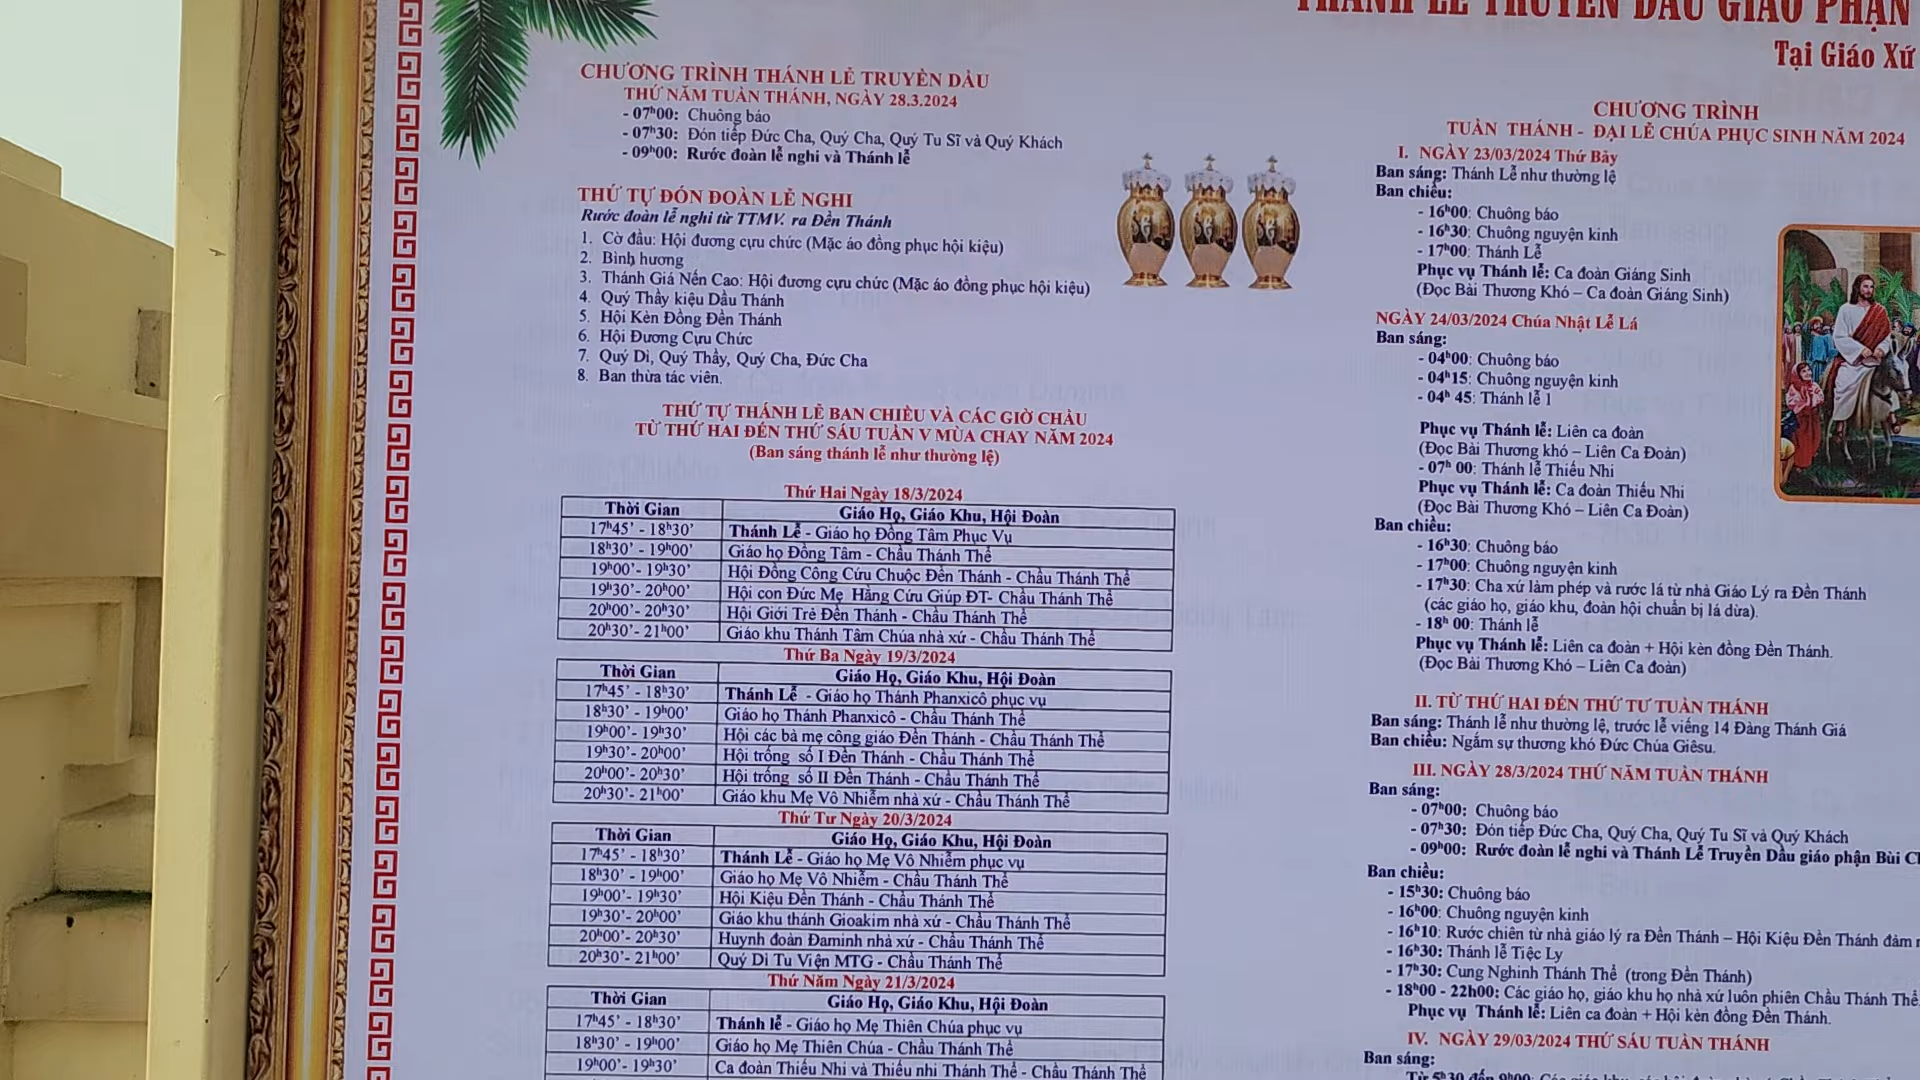 CHƯƠNG TRÌNH THÁNH LỄ TRUYỀN DẦU
THỨ NĂM TUẦN THÁNH, NGÀY 28.3.2024
- 07h00: Chuông báo
- 07h30: Đón tiếp Đức Cha, Quý Cha, Quý Tu Sĩ và Quý Khách
- 09h00: Rước đoàn lễ nghi và Thánh lễ
THỨ TỰ ĐÓN ĐOÀN LỄ NGHI
Rước đoàn lễ nghi từ TTMV. ra Đền Thánh
1. Cờ đầu: Hội đương cựu chức (Mặc áo đồng phục hội kiệu)
2. Bình hương
3. Thánh Giá Nến Cao: Hội đương cựu chức (Mặc áo đồng phục hội kiệu)
4. Quý Thầy kiệu Dầu Thánh
5. Hội Kèn Đồng Đền Thánh
6. Hội Đương Cựu Chức
7. Quý Dì, Quý Thầy, Quý Cha, Đức Cha
8. Ban thừa tác viên.
THỨ TỰ THÁNH LỄ BAN CHIỀU VÀ CÁC GIỜ CHẦU
TỪ THỨ HAI ĐẾN THỨ SÁU TUẦN V MÙA CHAY NĂM 2024
(Ban sáng thánh lễ như thường lệ)
Thứ Hai Ngày 18/3/2024
Thời Gian Giáo Họ, Giáo Khu, Hội Đoàn
17h45' - 18h30' Thánh Lễ - Giáo họ Đồng Tâm Phục Vụ
18h30' - 19h00' Giáo họ Đồng Tâm - Chầu Thánh Thể
19h00'- 19h30' Hội Đồng Công Cứu Chuộc Đền Thánh - Chầu Thánh Thể
19h30' - 20h00' Hội con Đức Mẹ Hằng Cứu Giúp ĐT- Chầu Thánh Thể
20h00'- 20h30' Hội Giới Trẻ Đền Thánh - Chầu Thánh Thể
20h30'- 21h00' Giáo khu Thánh Tâm Chúa nhà xứ - Chầu Thánh Thể
Thứ Ba Ngày 19/3/2024
Thời Gian Giáo Họ, Giáo Khu, Hội Đoàn
17h45' - 18h30' Thánh Lễ - Giáo họ Thánh Phanxicô phục vụ
18h30' - 19h00' Giáo họ Thánh Phanxicô - Chầu Thánh Thể
19h00'- 19h30' Hội các bà mẹ công giáo Đền Thánh - Chầu Thánh Thể
19h30' - 20h00' Hội trống số I Đền Thánh - Chầu Thánh Thể
20h00'- 20h30' Hội trống số II Đền Thánh - Chầu Thánh Thể
20h30'- 21h00' Giáo khu Mẹ Vô Nhiễm nhà xứ - Chầu Thánh Thể
Thứ Tư Ngày 20/3/2024
Thời Gian Giáo Họ, Giáo Khu, Hội Đoàn
17h45' - 18h30' Thánh Lễ - Giáo họ Mẹ Vô Nhiễm phục vụ
18h30' - 19h00' Giáo họ Mẹ Vô Nhiễm - Chầu Thánh Thể
19h00'- 19h30' Hội Kiệu Đền Thánh - Chầu Thánh Thể
19h30'- 20h00' Giáo khu thánh Gioakim nhà xứ - Chầu Thánh Thể
20h00'- 20h30' Huynh đoàn Đaminh nhà xứ - Chầu Thánh Thể
20h30'- 21h00' Quý Dì Tu Viện MTG - Chầu Thánh Thể
Thứ Năm Ngày 21/3/2024
Thời Gian Giáo Họ, Giáo Khu, Hội Đoàn
17h45' - 18h30' Thánh lễ - Giáo họ Mẹ Thiên Chúa phục vụ
18h30' - 19h00' Giáo họ Mẹ Thiên Chúa - Chầu Thánh Thể
19h00'- 19h30' Ca đoàn Thiếu Nhi và Thiếu nhi Thánh Thể - Chầu Thánh Thể
THÁNH LỄ TRUYỀN DẦU GIÁO PHẬN
Tại Giáo Xứ
CHƯƠNG TRÌNH
TUẦN THÁNH - ĐẠI LỄ CHÚA PHỤC SINH NĂM 2024
I. NGÀY 23/03/2024 Thứ Bảy
Ban sáng: Thánh Lễ như thường lệ
Ban chiều:
- 16h00: Chuông báo
- 16h30: Chuông nguyện kinh
- 17h00: Thánh Lễ
Phục vụ Thánh lễ: Ca đoàn Giáng Sinh
(Đọc Bài Thương Khó – Ca đoàn Giáng Sinh)
NGÀY 24/03/2024 Chúa Nhật Lễ Lá
Ban sáng:
- 04h00: Chuông báo
- 04h15: Chuông nguyện kinh
- 04h 45: Thánh lễ 1
Phục vụ Thánh lễ: Liên ca đoàn
(Đọc Bài Thương khó – Liên Ca Đoàn)
- 07h 00: Thánh lễ Thiếu Nhi
Phục vụ Thánh lễ: Ca đoàn Thiếu Nhi
(Đọc Bài Thương Khó – Liên Ca Đoàn)
Ban chiều:
- 16h30: Chuông báo
- 17h00: Chuông nguyện kinh
- 17h30: Cha xứ làm phép và rước lá từ nhà Giáo Lý ra Đền Thánh
(các giáo họ, giáo khu, đoàn hội chuẩn bị lá dừa).
- 18h 00: Thánh lễ
Phục vụ Thánh lễ: Liên ca đoàn + Hội kèn đồng Đền Thánh.
(Đọc Bài Thương Khó – Liên Ca đoàn)
II. TỪ THỨ HAI ĐẾN THỨ TƯ TUẦN THÁNH
Ban sáng: Thánh lễ như thường lệ, trước lễ viếng 14 Đàng Thánh Giá
Ban chiều: Ngắm sự thương khó Đức Chúa Giêsu.
III. NGÀY 28/3/2024 THỨ NĂM TUẦN THÁNH
Ban sáng:
- 07h00: Chuông báo
- 07h30: Đón tiếp Đức Cha, Quý Cha, Quý Tu Sĩ và Quý Khách
- 09h00: Rước đoàn lễ nghi và Thánh Lễ Truyền Dầu giáo phận Bùi
Ban chiều:
- 15h30: Chuông báo
- 16h00: Chuông nguyện kinh
- 16h10: Rước chiên từ nhà giáo lý ra Đền Thánh – Hội Kiệu Đền Thánh đảm
- 16h30: Thánh lễ Tiệc Ly
- 17h30: Cung Nghinh Thánh Thể (trong Đền Thánh)
- 18h00 - 22h00: Các giáo họ, giáo khu họ nhà xứ luôn phiên Chầu Thánh Thể.
Phục vụ Thánh lễ: Liên ca đoàn + Hội kèn đồng Đền Thánh.
IV. NGÀY 29/03/2024 THỨ SÁU TUẦN THÁNH
Ban sáng: